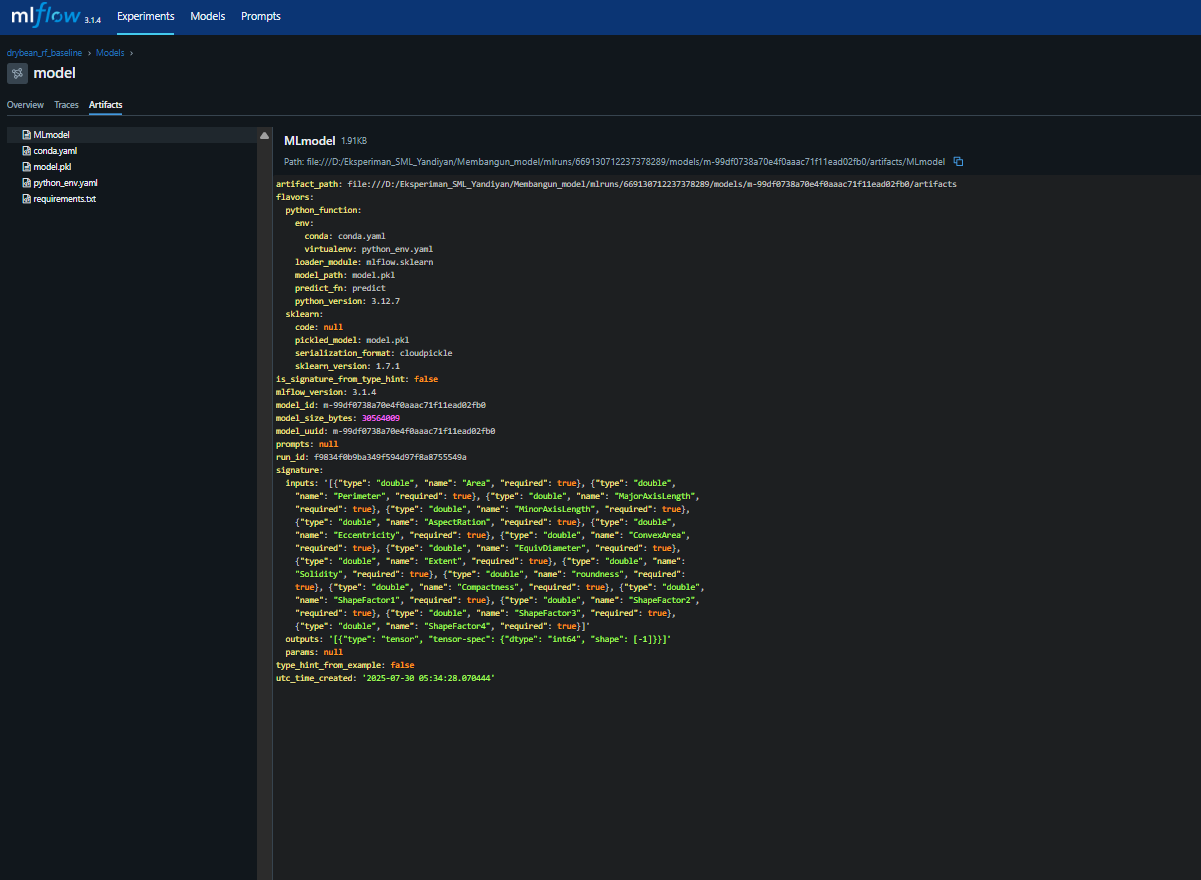 mlflow 3.1.4 Experiments Models Prompts
drybean_rf_baseline > Models >
model
Overview Traces Artifacts
MLmodel
conda.yaml
model.pkl
python_env.yaml
requirements.txt
MLmodel 1.91KB
Path: file:///D:/Eksperiman_SML_Yandiyan/Membangun_model/mlruns/669130712237378289/models/m-99df0738a70e4f0aaac71f11ead02fb0/artifacts/MLmodel
artifact_path: file:///D:/Eksperiman_SML_Yandiyan/Membangun_model/mlruns/669130712237378289/models/m-99df0738a70e4f0aaac71f11ead02fb0/artifacts
flavors:
python_function:
env:
conda: conda.yaml
virtualenv: python_env.yaml
loader_module: mlflow.sklearn
model_path: model.pkl
predict_fn: predict
python_version: 3.12.7
sklearn:
code: null
pickled_model: model.pkl
serialization_format: cloudpickle
sklearn_version: 1.7.1
is_signature_from_type_hint: false
mlflow_version: 3.1.4
model_id: m-99df0738a70e4f0aaac71f11ead02fb0
model_size_bytes: 30564009
model_uuid: m-99df0738a70e4f0aaac71f11ead02fb0
prompts: null
run_id: f9834f0b9ba349f594d97f8a8755549a
signature:
inputs: '[{"type": "double", "name": "Area", "required": true}, {"type": "double",
"name": "Perimeter", "required": true}, {"type": "double", "name": "MajorAxisLength",
"required": true}, {"type": "double", "name": "MinorAxisLength", "required": true},
{"type": "double", "name": "AspectRation", "required": true}, {"type": "double",
"name": "Eccentricity", "required": true}, {"type": "double", "name": "ConvexArea",
"required": true}, {"type": "double", "name": "EquivDiameter", "required": true},
{"type": "double", "name": "Extent", "required": true}, {"type": "double", "name":
"Solidity", "required": true}, {"type": "double", "name": "roundness", "required":
true}, {"type": "double", "name": "Compactness", "required": true}, {"type": "double",
"name": "ShapeFactor1", "required": true}, {"type": "double", "name": "ShapeFactor2",
"required": true}, {"type": "double", "name": "ShapeFactor3", "required": true},
{"type": "double", "name": "ShapeFactor4", "required": true}]'
outputs: '[{"type": "tensor", "tensor-spec": {"dtype": "int64", "shape": [-1]}}]'
params: null
type_hint_from_example: false
utc_time_created: '2025-07-30 05:34:28.070444'